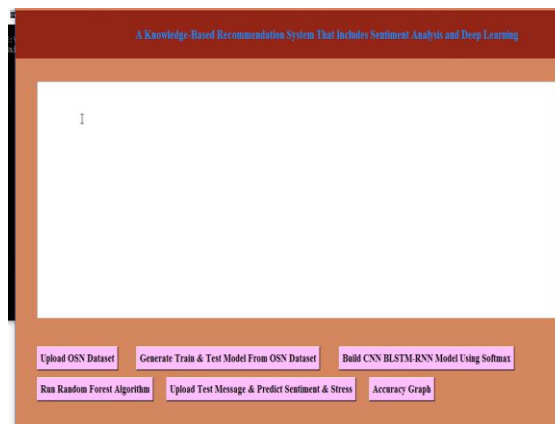 A Knowledge-Based Recommendation System That Includes Sentiment Analysis and Deep Learning
Upload OSN Dataset
Generate Train & Test Model From OSN Dataset
Build CNN BLSTM-RNN Model Using Softmax
Run Random Forest Algorithm
Upload Test Message & Predict Sentiment & Stress
Accuracy Graph